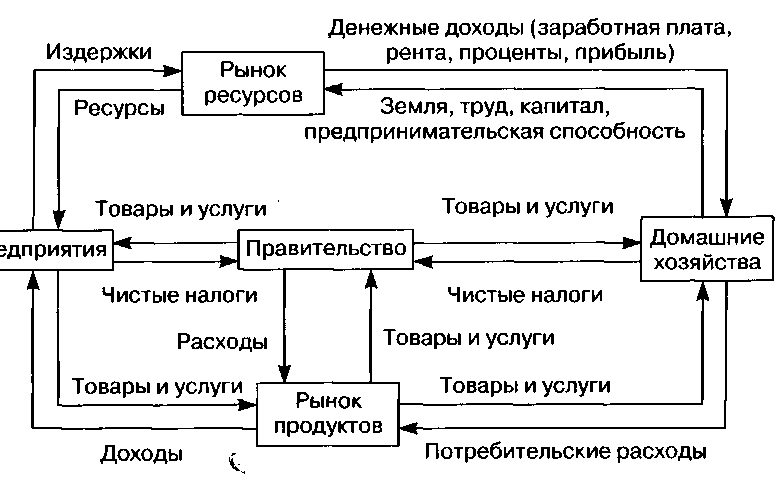 Издержки
Рынок
ресурсов
Денежные доходы (заработная плата,
рента, проценты, прибыль)
Ресурсы
Земля, труд, капитал,
предпринимательская способность
Товары и услуги
Товары и услуги
едприятия
Правительство
Домашние
хозяйства
Чистые налоги
Чистые налоги
Расходы
Товары и услуги
Товары и услуги
Рынок
продуктов
Товары и услуги
Доходы
Потребительские расходы